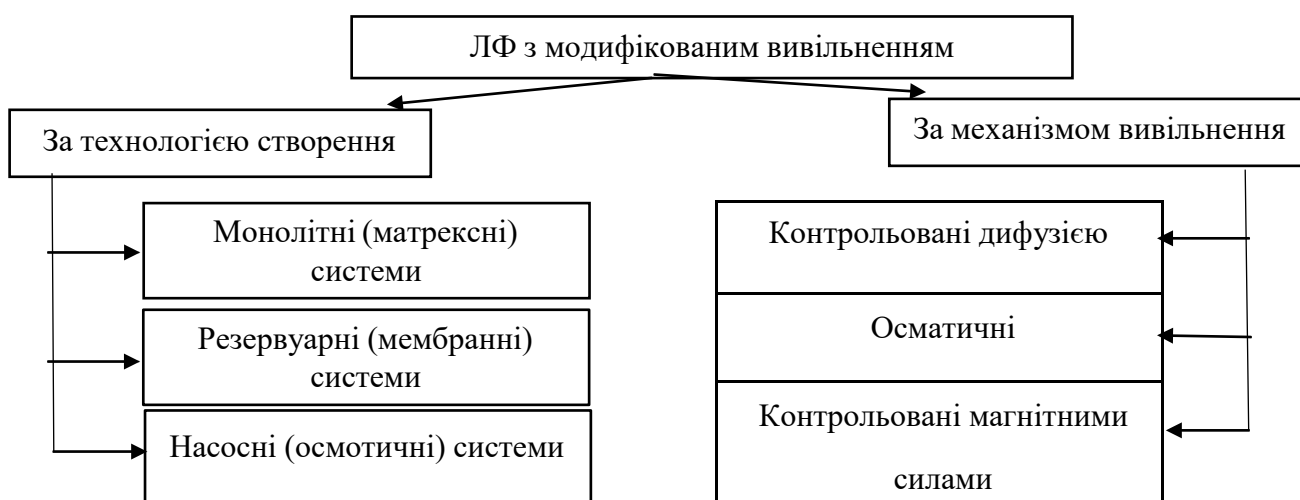 ЛФ з модифікованим вивільненням
За технологією створення
За механізмом вивільнення
Монолітні (матрексні)
системи
Резервуарні (мембранні)
системи
Насосні (осмотичні) системи
Контрольовані дифузією
Осматичні
Контрольовані магнітними
силами